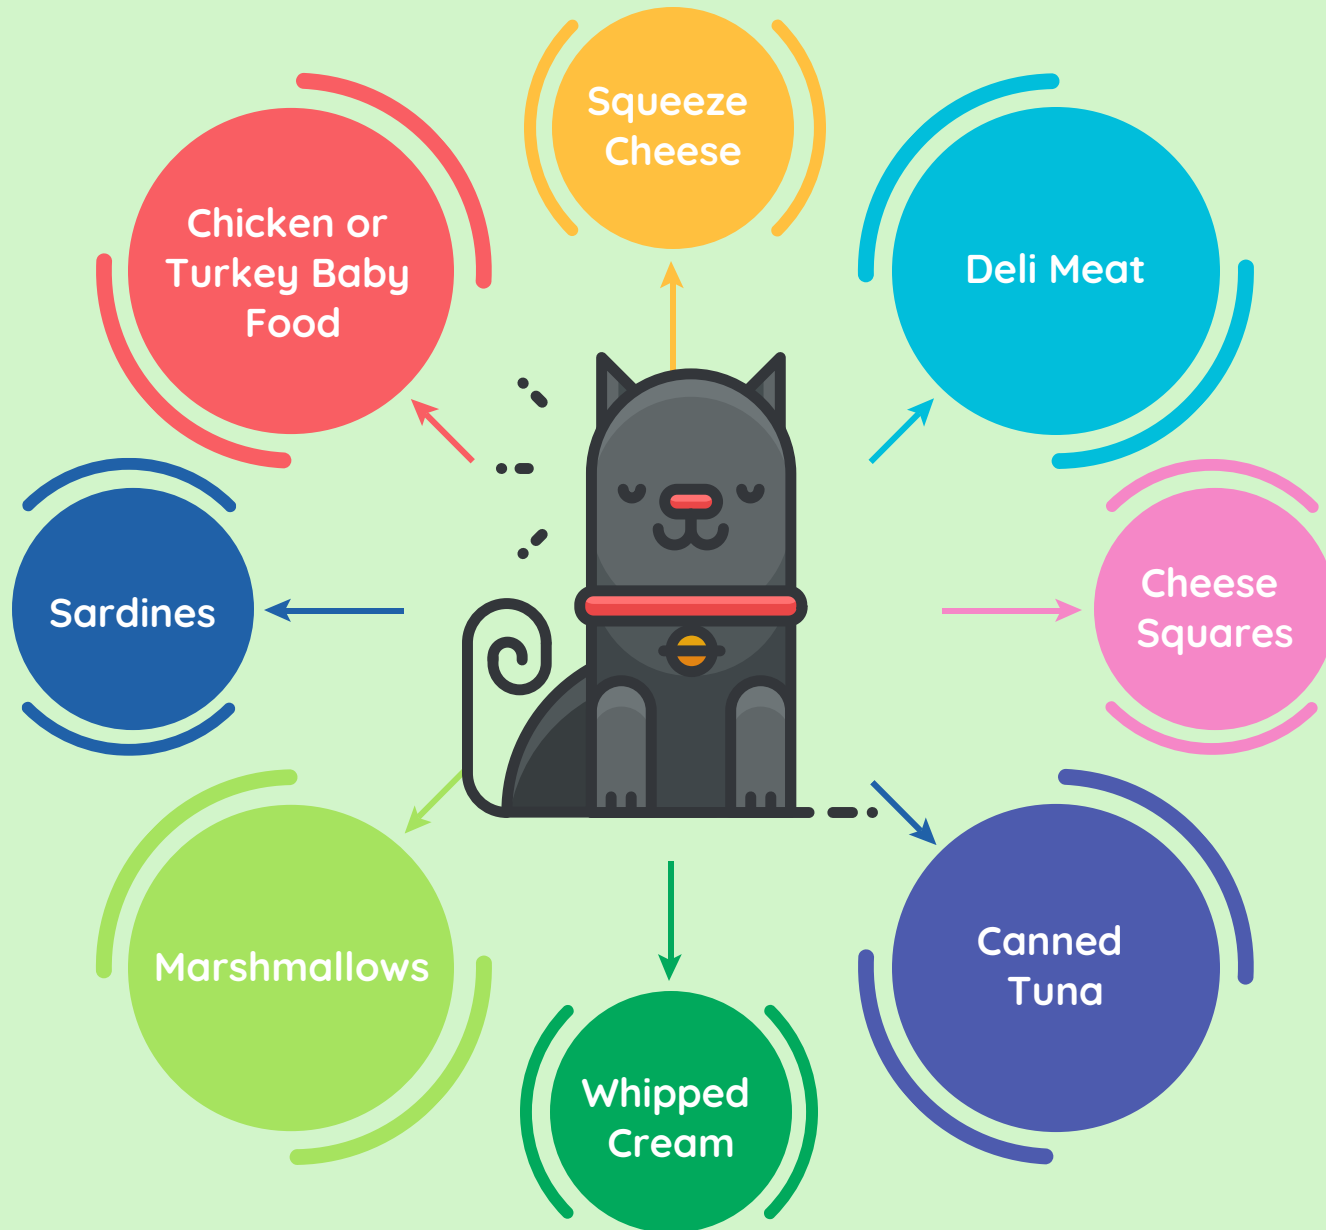 Squeeze
Cheese
Chicken or
Turkey Baby
Food
Deli Meat
Sardines
Cheese
Squares
Marshmallows
Canned
Tuna
Whipped
Cream